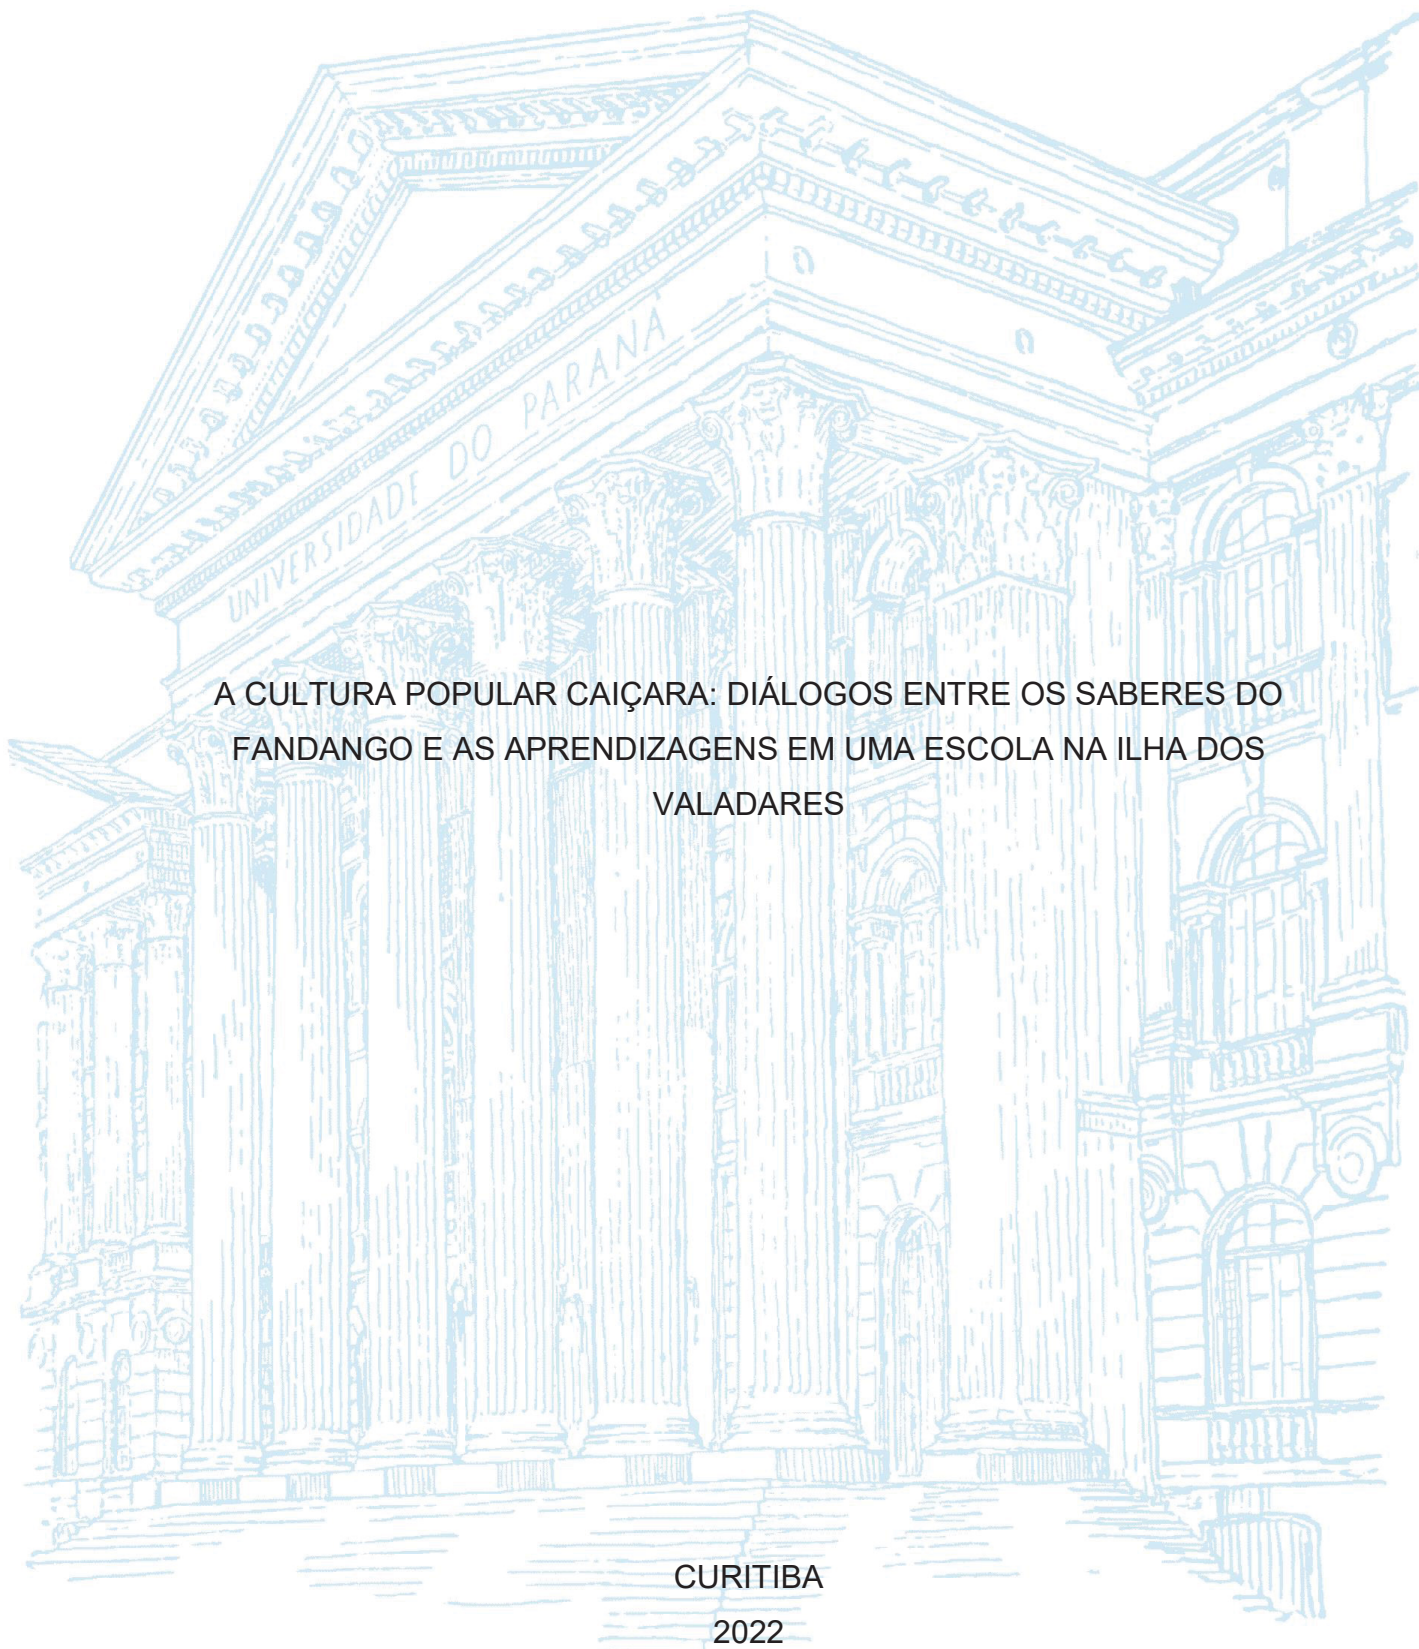 UNIVERSIDADE DO PARANÁ
A CULTURA POPULAR CAIÇARA: DIÁLOGOS ENTRE OS SABERES DO
FANDANGO E AS APRENDIZAGENS EM UMA ESCOLA NA ILHA DOS
VALADARES
CURITIBA
2022